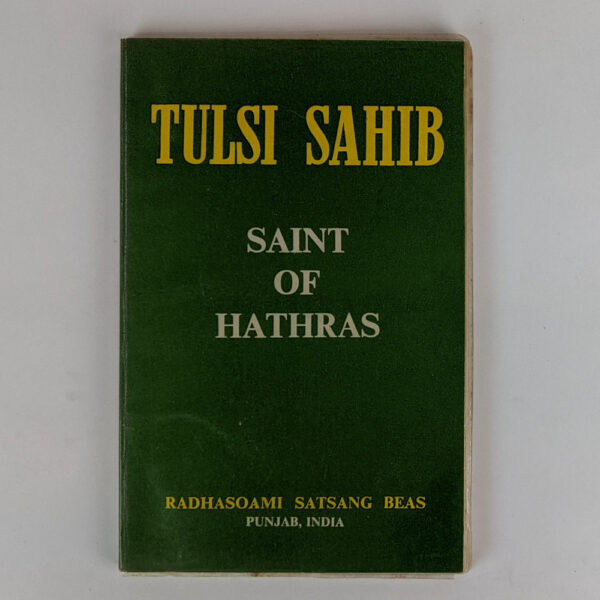 TULSI SAHIB
SAINT
OF
HATHRAS
RADHASOAMI SATSANG BEAS
PUNJAB, INDIA